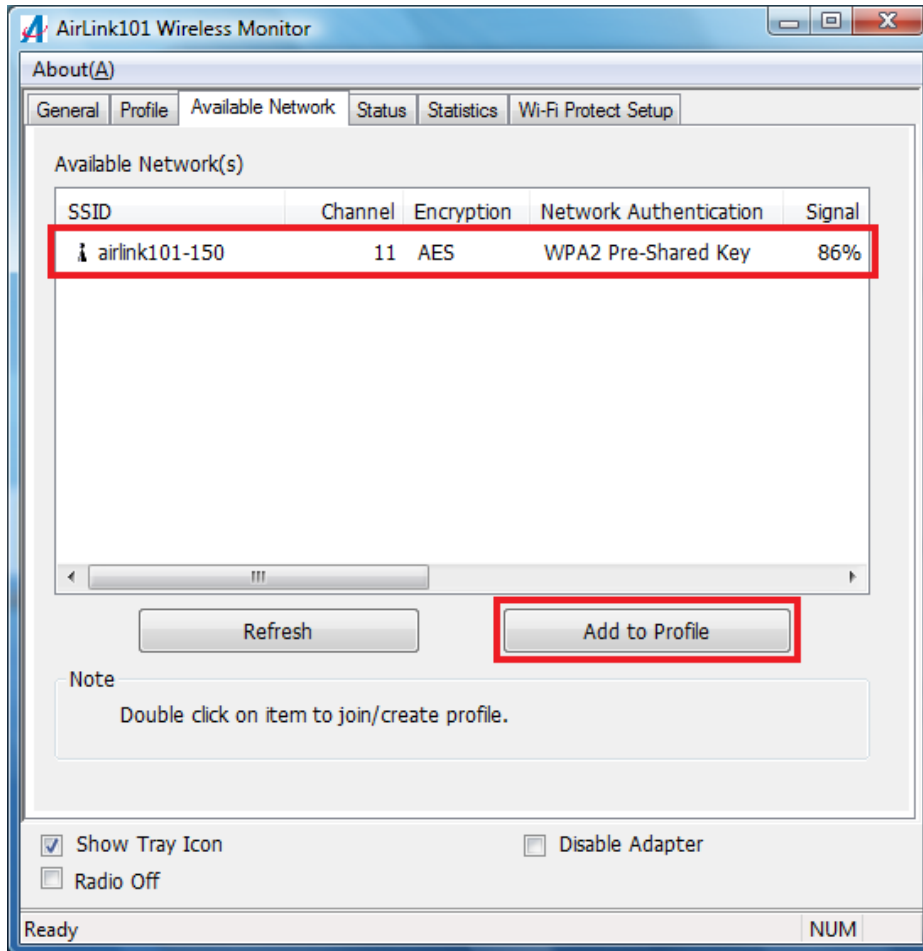 AirLink101 Wireless Monitor
About(A)
General Profile Available Network Status Statistics Wi-Fi Protect Setup
Available Network(s)
SSID Channel Encryption Network Authentication Signal
airlink101-150 11 AES WPA2 Pre-Shared Key 86%
Refresh Add to Profile
Note
Double click on item to join/create profile.
Show Tray Icon Disable Adapter
Radio Off
Ready NUM